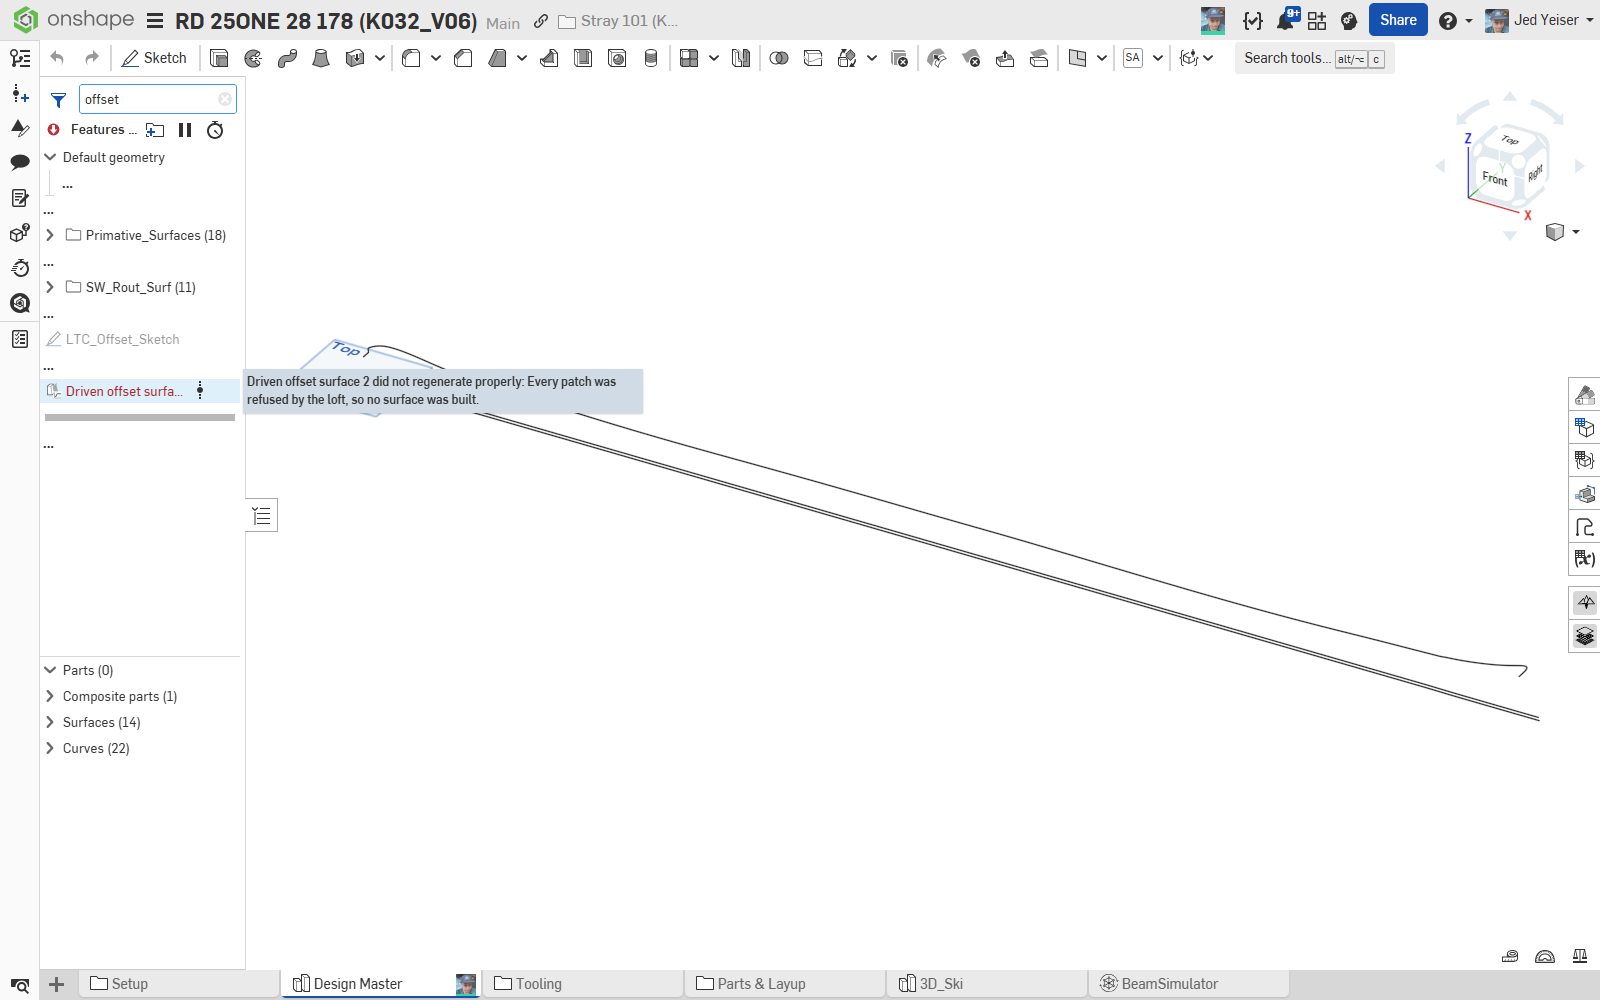 onshape
RD 25ONE 28 178 (K032_V06)
Main
Stray 101 (K...
9+
Share
Jed Yeiser
Sketch
SA
Search tools...
alt/⌥
c
offset
Features ...
Default geometry
...
...
Primative_Surfaces (18)
...
SW_Rout_Surf (11)
...
LTC_Offset_Sketch
...
Driven offset surfa...
...
Driven offset surface 2 did not regenerate properly: Every patch was
refused by the loft, so no surface was built.
Top
Z
Top
Y
Front
Right
X
Parts (0)
Composite parts (1)
Surfaces (14)
Curves (22)
Setup
Design Master
Tooling
Parts & Layup
3D_Ski
BeamSimulator